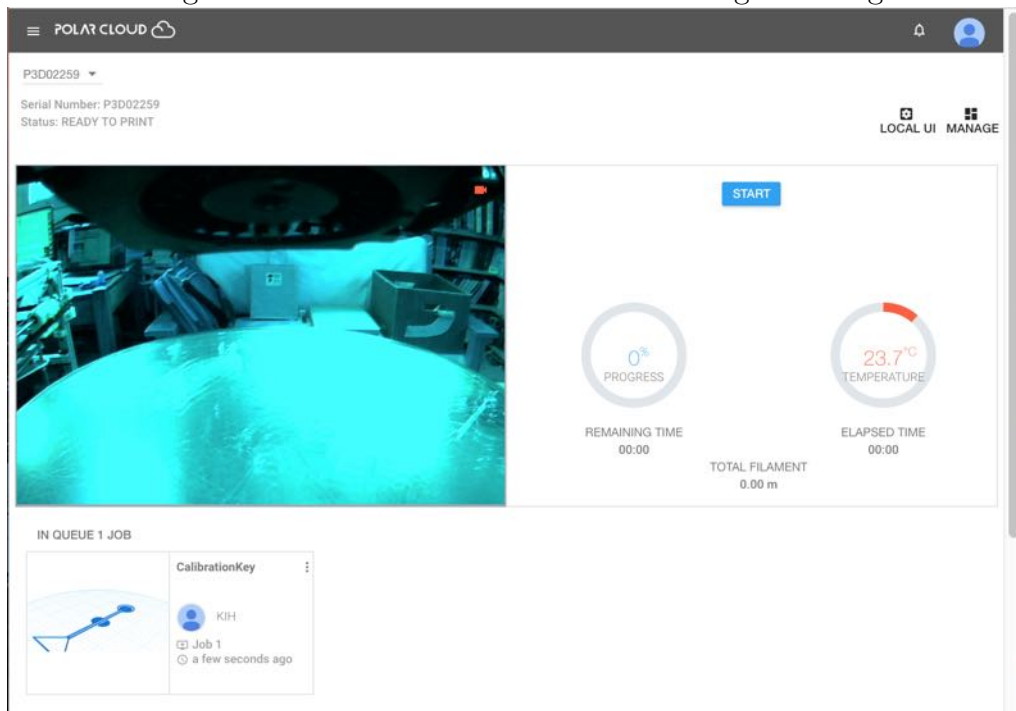 POLAR CLOUD
P3D02259
Serial Number: P3D02259
Status: READY TO PRINT
LOCAL UI MANAGE
START
0%
PROGRESS
23.7°C
TEMPERATURE
REMAINING TIME
00:00
ELAPSED TIME
00:00
TOTAL FILAMENT
0.00 m
IN QUEUE 1 JOB
CalibrationKey
KIH
Job 1
a few seconds ago